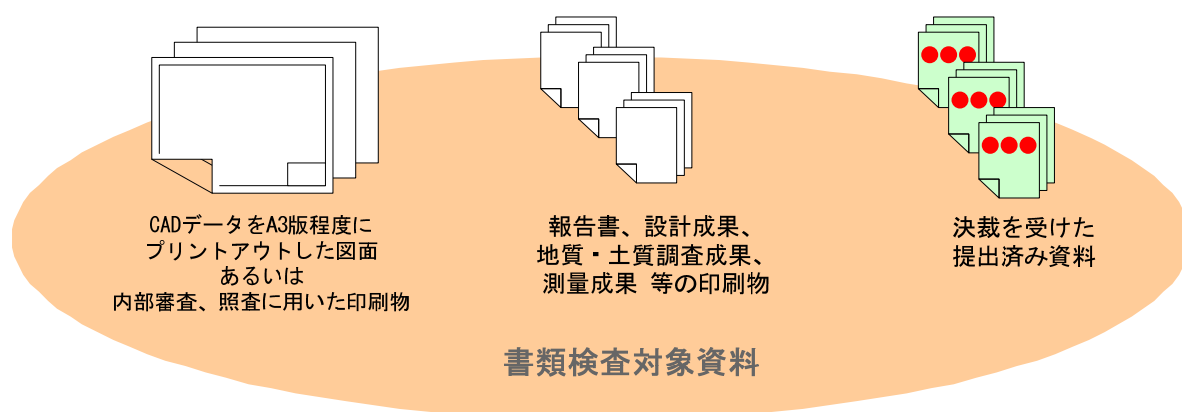 CADデータをA3版程度に
プリントアウトした図面
あるいは
内部審査、照査に用いた印刷物
報告書、設計成果、
地質・土質調査成果、
測量成果 等の印刷物
決裁を受けた
提出済み資料
書類検査対象資料